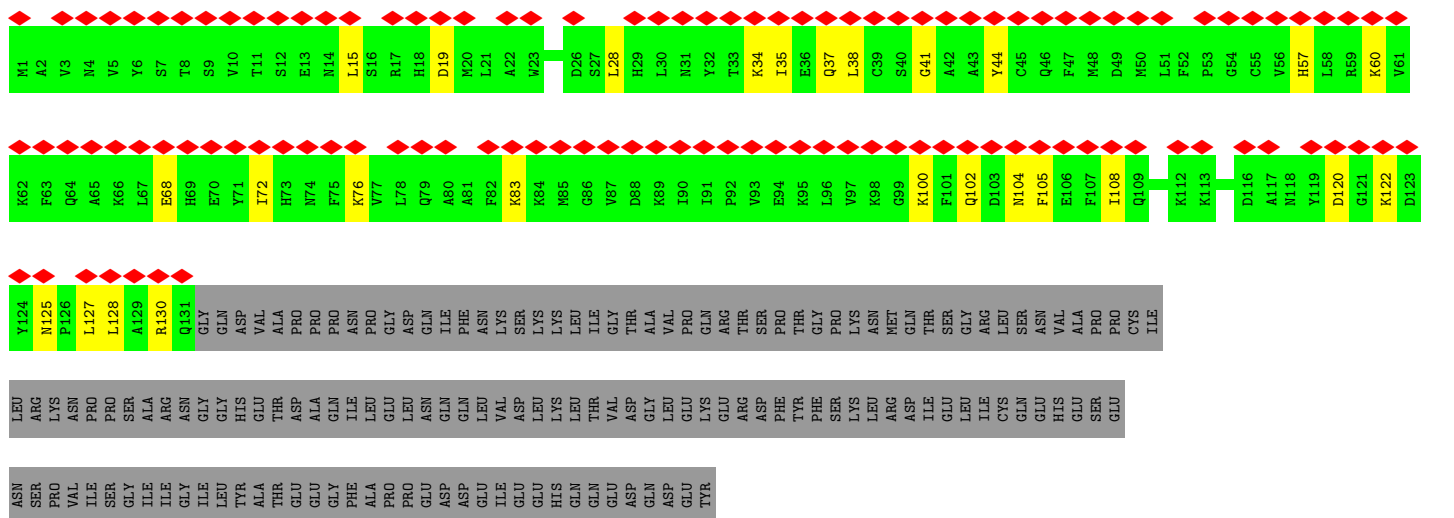 M1 A2 V3 N4 V5 Y6 S7 T8 S9 V10 T11 S12 E13 N14 L15 S16 R17 H18 D19 M20 L21 A22 W23 D26 S27 L28 H29 L30 N31 Y32 T33 K34 I35 E36 Q37 L38 C39 S40 G41 A42 A43 Y44 C45 Q46 F47 M48 D49 M50 L51 F52 P53 G54 C55 V56 H57 L58 R59 K60 V61
K62 F63 Q64 A65 K66 L67 E68 H69 E70 Y71 I72 H73 N74 F75 K76 V77 L78 Q79 A80 A81 F82 K83 K84 M85 G86 V87 D88 K89 I90 I91 P92 V93 E94 K95 L96 V97 K98 G99 K100 F101 Q102 D103 N104 F105 E106 F107 I108 Q109 K112 K113 D116 A117 N118 Y119 D120 G121 K122 D123
Y124 N125 P126 L127 L128 A129 R130 Q131 GLY GLN ASP VAL ALA PRO PRO PRO ASN PRO GLY ASP GLN ILE PHE ASN LYS SER LYS LYS LEU ILE GLY THR ALA VAL PRO GLN ARG THR SER PRO THR GLY PRO LYS ASN MET GLN THR SER GLY ARG LEU SER ASN VAL ALA PRO PRO CYS ILE
LEU ARG LYS ASN PRO PRO SER ALA ARG ASN GLY GLY HIS GLU THR ASP ALA GLN ILE LEU GLU LEU ASN GLN GLN LEU VAL ASP LEU LYS LEU THR VAL ASP GLY LEU GLU LYS GLU ARG ASP PHE TYR PHE SER LYS LEU ARG ASP ILE GLU LEU ILE CYS GLN GLU HIS GLU SER GLU
ASN SER PRO VAL ILE SER GLY ILE ILE GLY ILE LEU TYR ALA THR GLU GLU GLY PHE ALA PRO PRO GLU ASP ASP GLU ILE GLU GLU HIS GLN GLN GLU ASP GLN ASP GLU TYR